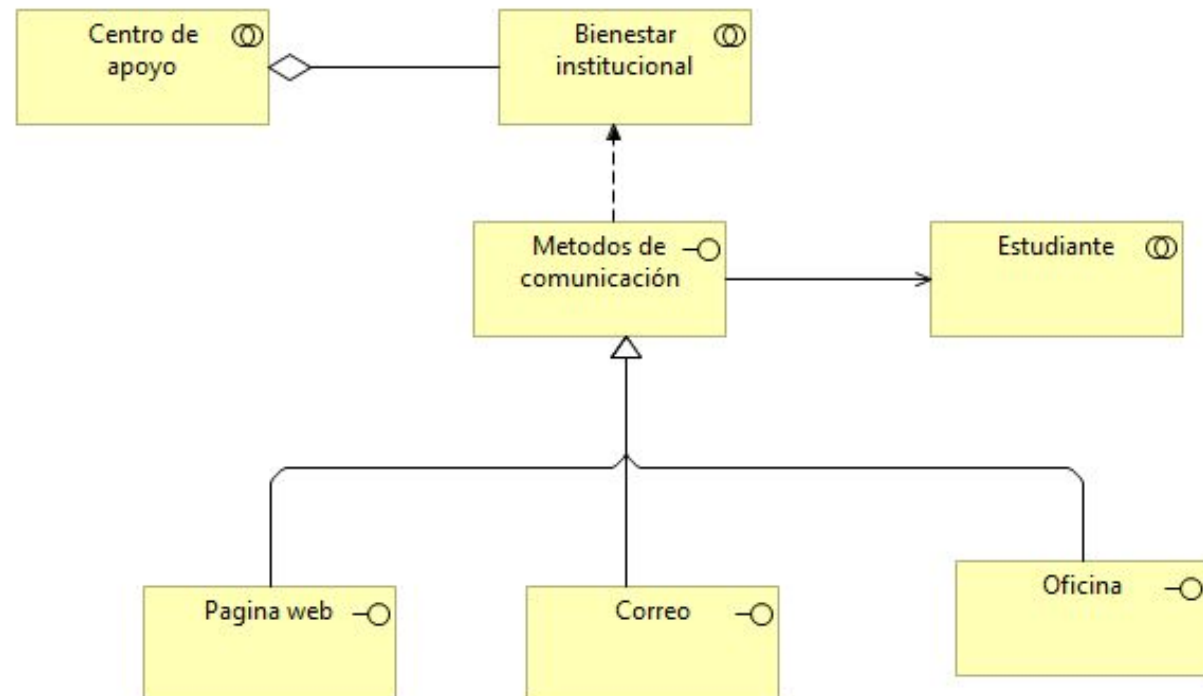 Centro de
apoyo
Bienestar
institucional
Metodos de
comunicación
Estudiante
Pagina web
Correo
Oficina